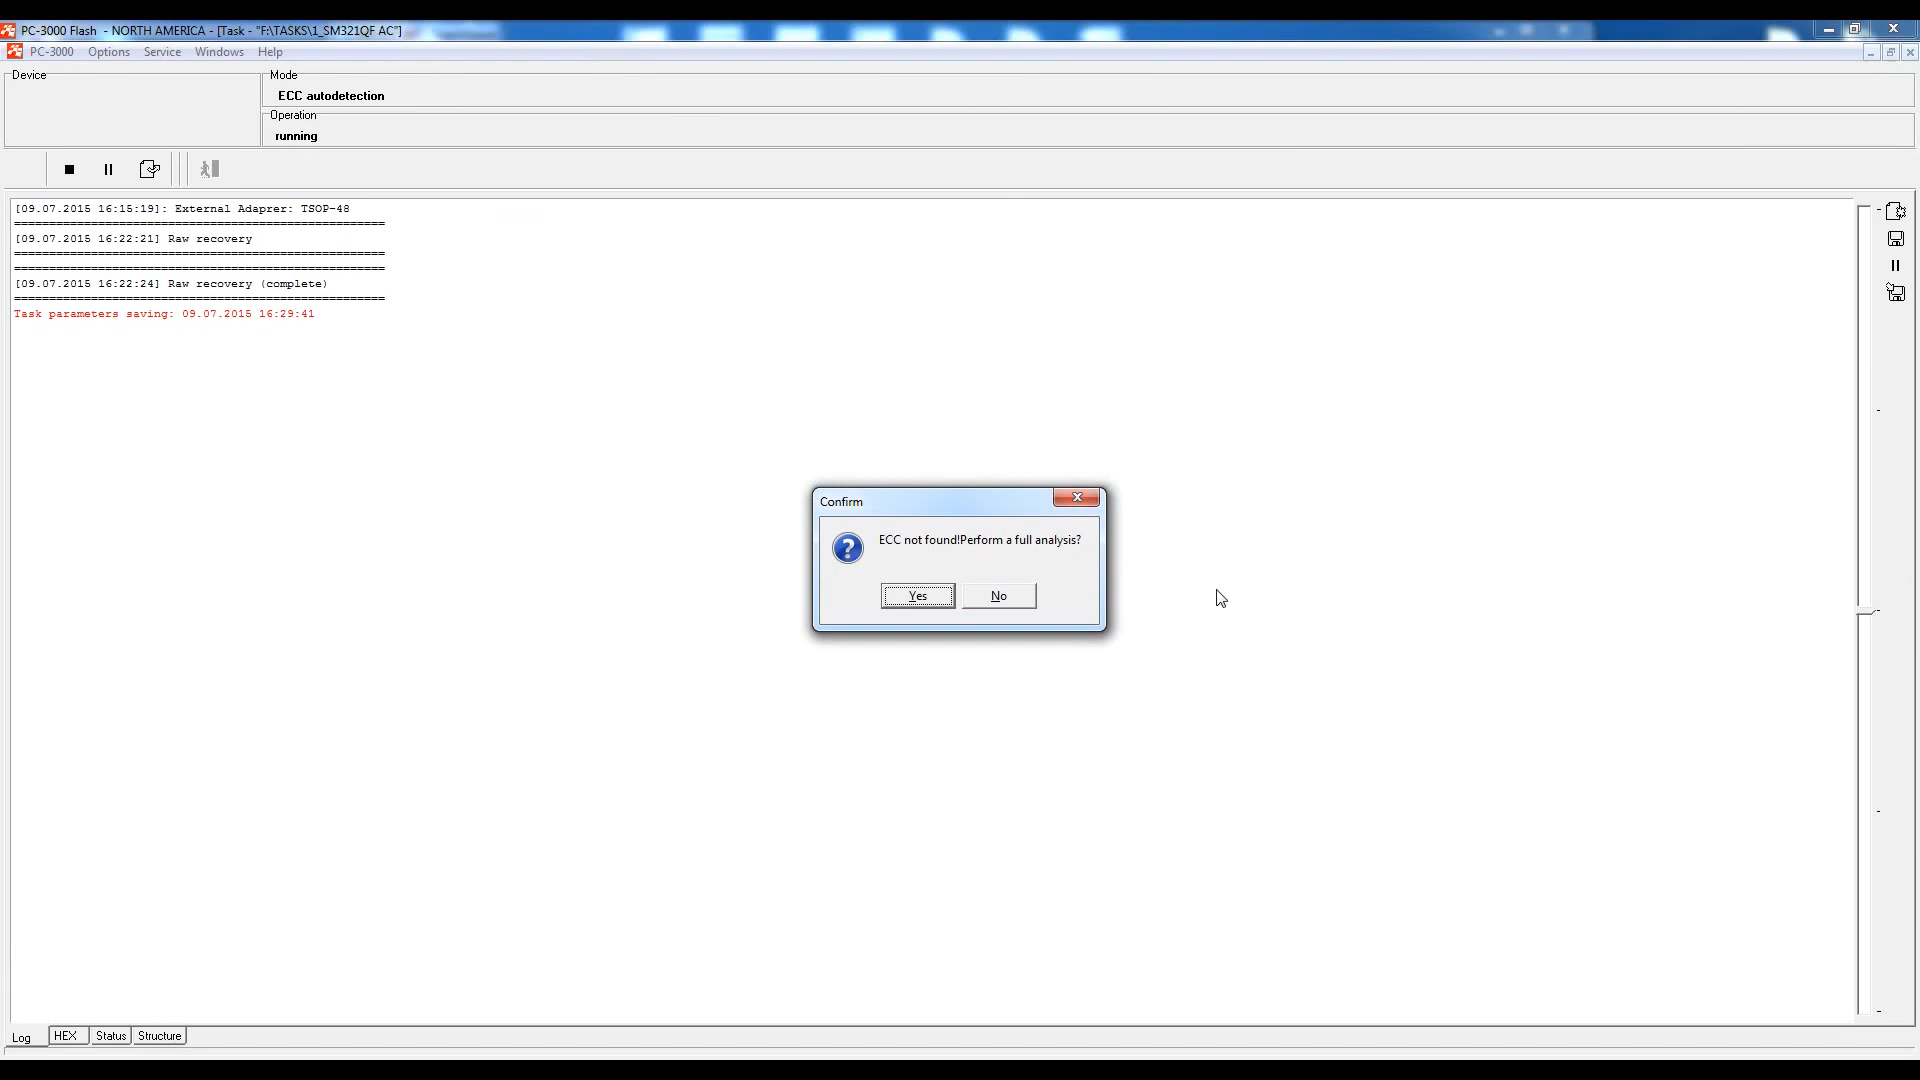 PC-3000 Flash - NORTH AMERICA - [Task - "F:\TASKS\1_SM321QF AC"]
PC-3000 Options Service Windows Help
Device
Mode
ECC autodetection
Operation
running
[09.07.2015 16:15:19]: External Adaprer: TSOP-48
=====================================================
[09.07.2015 16:22:21] Raw recovery
=====================================================
=====================================================
[09.07.2015 16:22:24] Raw recovery (complete)
=====================================================
Task parameters saving: 09.07.2015 16:29:41
Confirm
ECC not found!Perform a full analysis?
Yes No
Log HEX Status Structure